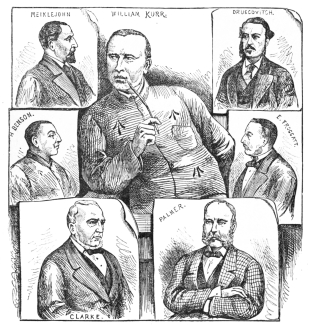 MEIKLEJOHN
WILLIAM KURR.
DRUSCOVITCH.
H. BENSON.
E. FROGGATT.
PALMER.
CLARKE.